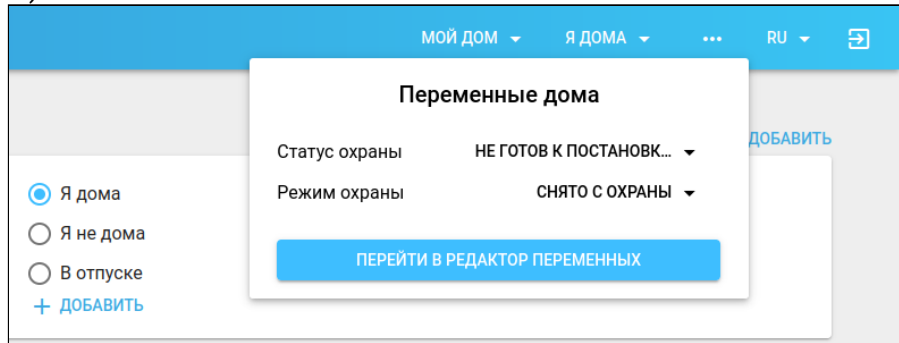 МОЙ ДОМ Я ДОМА ••• RU
Переменные дома
ДОБАВИТЬ
Статус охраны НЕ ГОТОВ К ПОСТАНОВК...
Режим охраны СНЯТО С ОХРАНЫ
ПЕРЕЙТИ В РЕДАКТОР ПЕРЕМЕННЫХ
Я дома
Я не дома
В отпуске
+ ДОБАВИТЬ